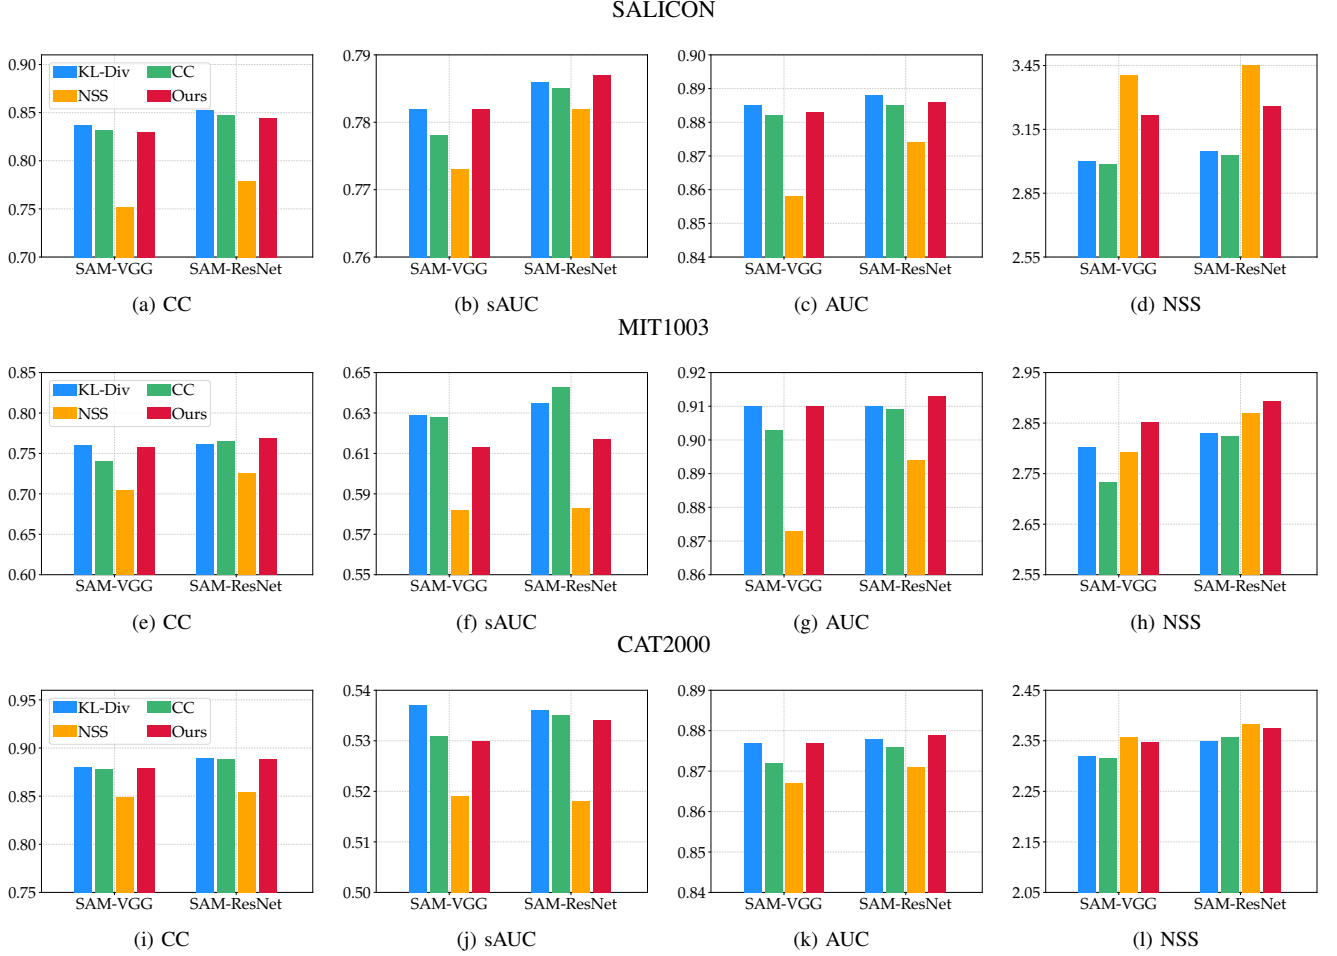 SALICON
0.90
0.85
0.80
0.75
0.70
KL-Div
CC
NSS
Ours
SAM-VGG
SAM-ResNet
(a) CC
0.79
0.78
0.77
0.76
SAM-VGG
SAM-ResNet
(b) sAUC
0.90
0.89
0.88
0.87
0.86
0.85
0.84
SAM-VGG
SAM-ResNet
(c) AUC
3.45
3.15
2.85
2.55
SAM-VGG
SAM-ResNet
(d) NSS
MIT1003
0.85
0.80
0.75
0.70
0.65
0.60
KL-Div
CC
NSS
Ours
SAM-VGG
SAM-ResNet
(e) CC
0.65
0.63
0.61
0.59
0.57
0.55
SAM-VGG
SAM-ResNet
(f) sAUC
0.92
0.91
0.90
0.89
0.88
0.87
0.86
SAM-VGG
SAM-ResNet
(g) AUC
2.95
2.85
2.75
2.65
2.55
SAM-VGG
SAM-ResNet
(h) NSS
CAT2000
0.95
0.90
0.85
0.80
0.75
KL-Div
CC
NSS
Ours
SAM-VGG
SAM-ResNet
(i) CC
0.54
0.53
0.52
0.51
0.50
SAM-VGG
SAM-ResNet
(j) sAUC
0.89
0.88
0.87
0.86
0.85
0.84
SAM-VGG
SAM-ResNet
(k) AUC
2.45
2.35
2.25
2.15
2.05
SAM-VGG
SAM-ResNet
(l) NSS